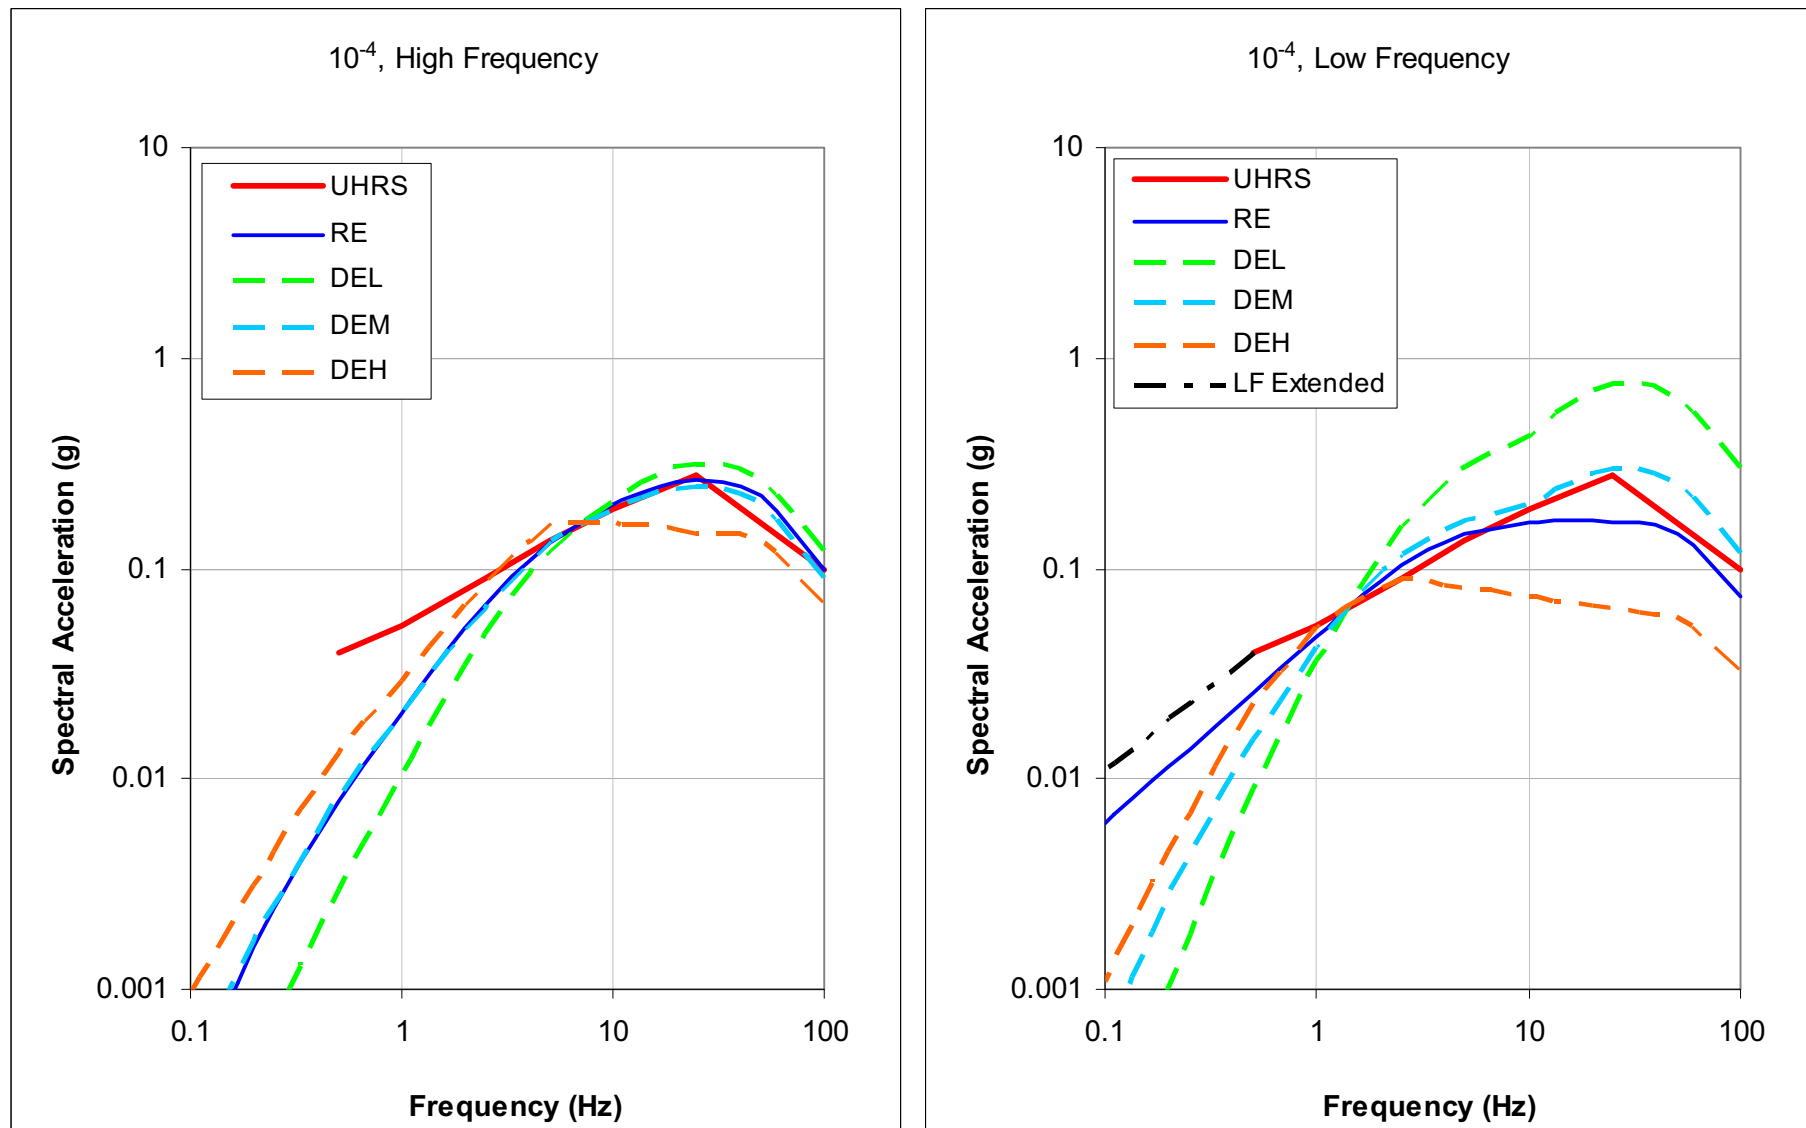 10-4, High Frequency
10
1
0.1
0.01
0.001
0.1
1
10
100
Spectral Acceleration (g)
Frequency (Hz)
UHRS
RE
DEL
DEM
DEH
10-4, Low Frequency
10
1
0.1
0.01
0.001
0.1
1
10
100
Spectral Acceleration (g)
Frequency (Hz)
UHRS
RE
DEL
DEM
DEH
LF Extended